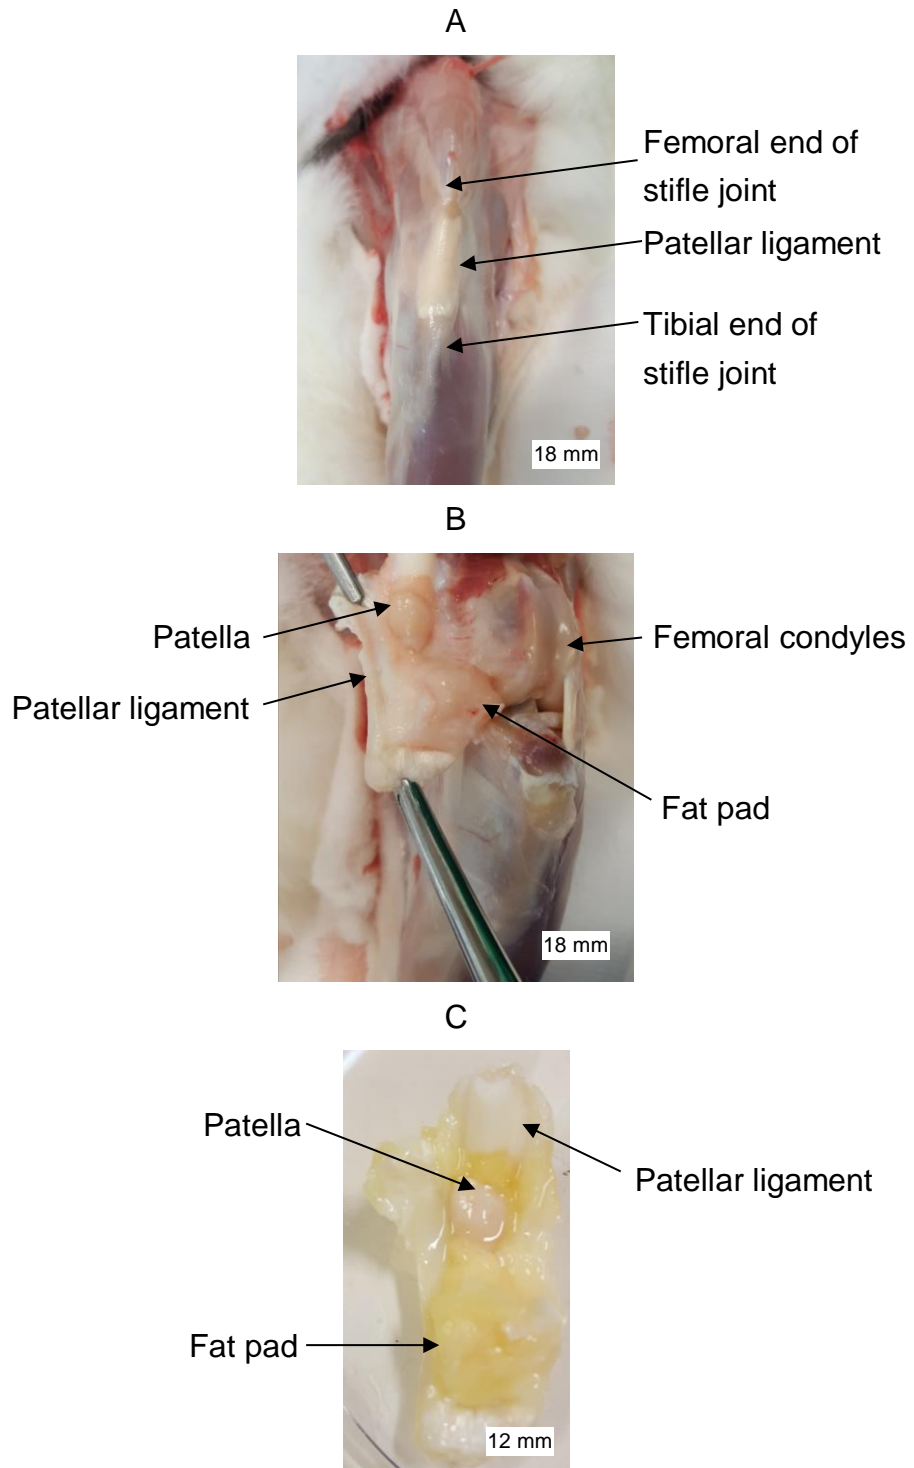 A
Femoral end of
stifle joint
Patellar ligament
Tibial end of
stifle joint
18 mm
B
Patella
Femoral condyles
Patellar ligament
Fat pad
18 mm
C
Patella
Patellar ligament
Fat pad
12 mm